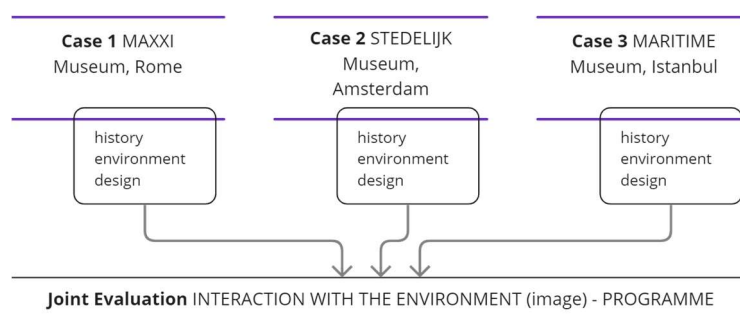 Case 1 MAXXI
Museum, Rome
Case 2 STEDELIJK
Museum,
Amsterdam
Case 3 MARITIME
Museum, Istanbul
history
environment
design
history
environment
design
history
environment
design
Joint Evaluation INTERACTION WITH THE ENVIRONMENT (image) - PROGRAMME